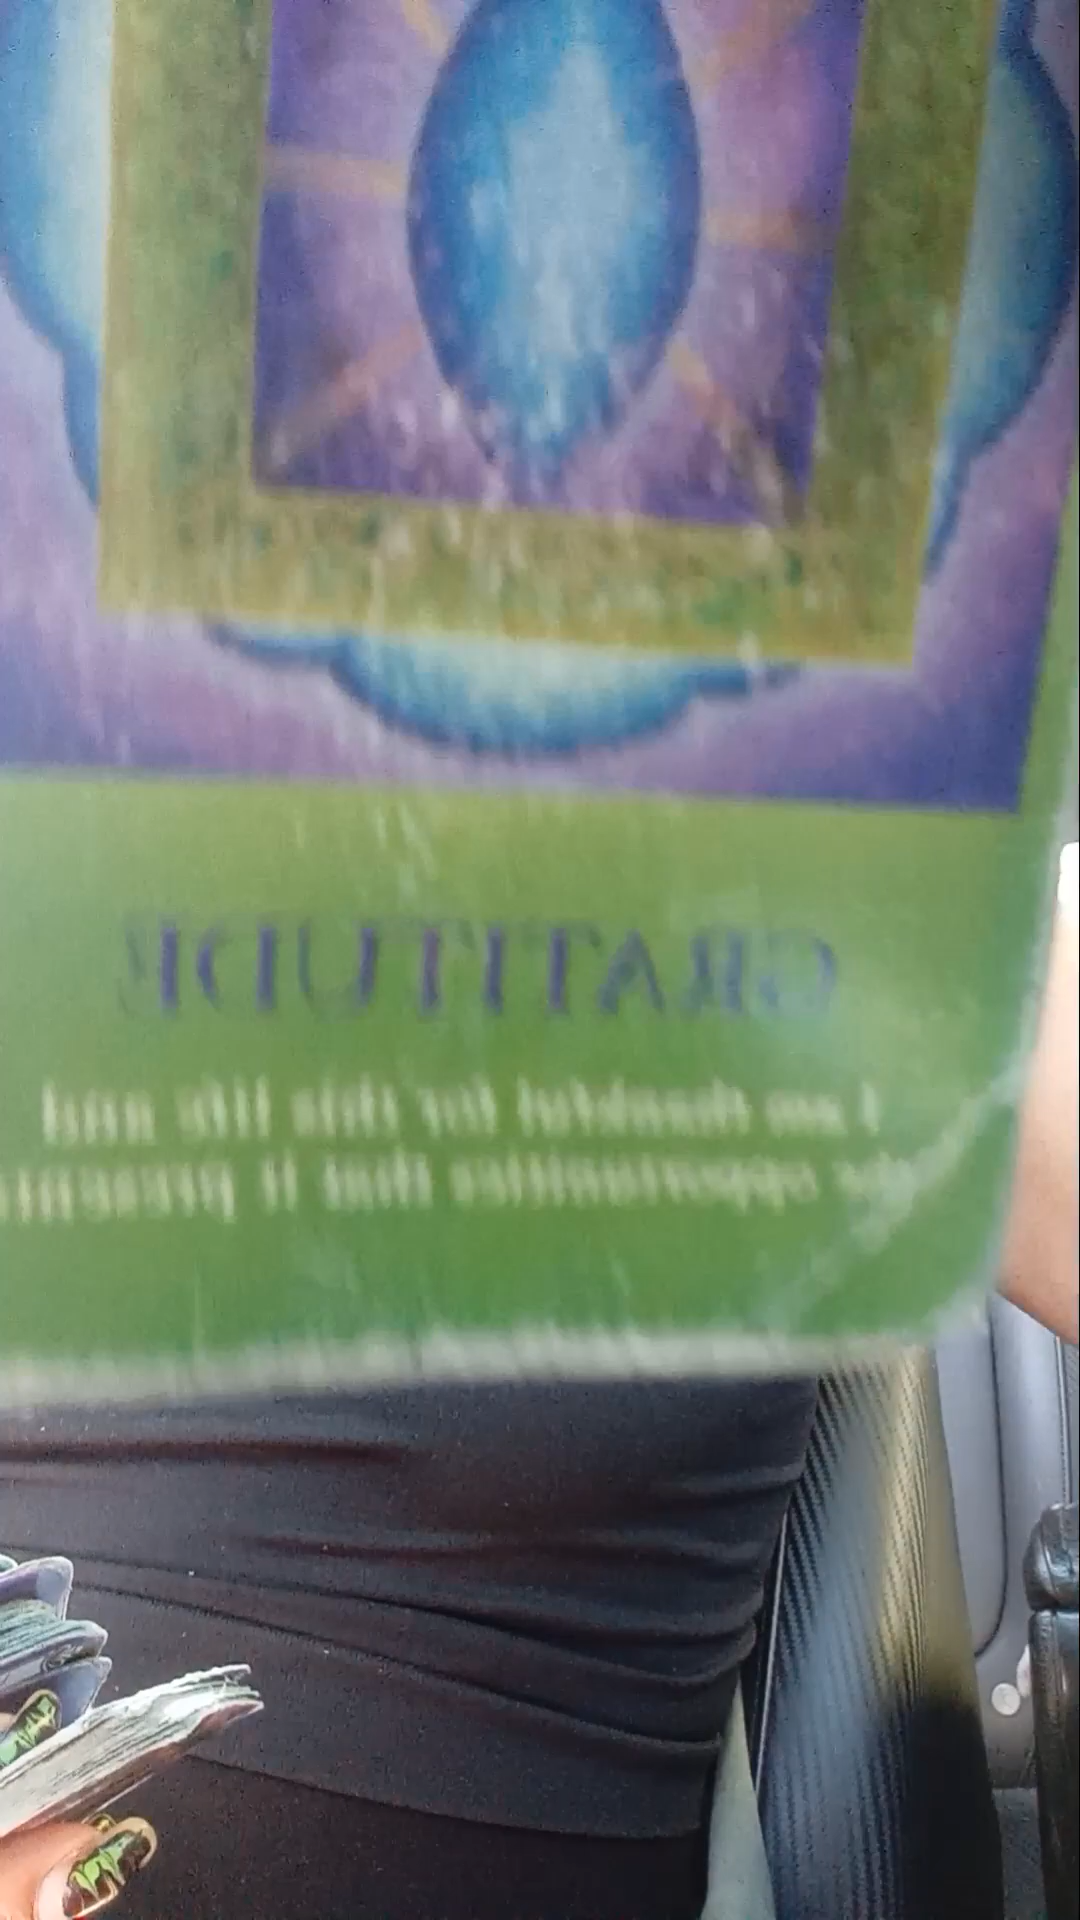 GRATITUDE
I am thankful for this life and
the opportunities that it presents